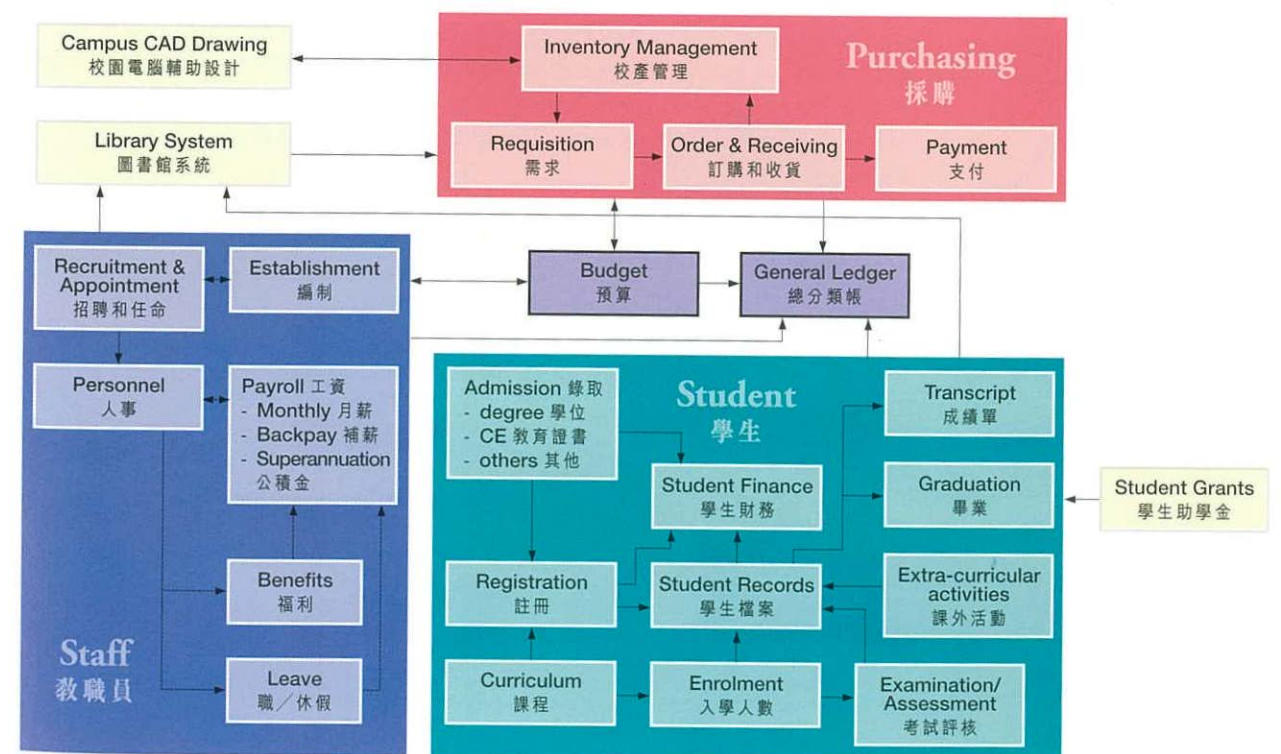 Campus CAD Drawing
校園電腦輔助設計
Library System
圖書館系統
Purchasing
採購
Inventory Management
校產管理
Requisition
需求
Order & Receiving
訂購和收貨
Payment
支付
Budget
預算
General Ledger
總分類帳
Recruitment &
Appointment
招聘和任命
Establishment
編制
Personnel
人事
Payroll 工資
- Monthly 月薪
- Backpay 補薪
- Superannuation
公積金
Benefits
福利
Leave
職／休假
Staff
教職員
Student
學生
Admission 錄取
- degree 學位
- CE 教育證書
- others 其他
Student Finance
學生財務
Transcript
成績單
Graduation
畢業
Student Grants
學生助學金
Registration
註冊
Student Records
學生檔案
Extra-curricular
activities
課外活動
Curriculum
課程
Enrolment
入學人數
Examination/
Assessment
考試評核